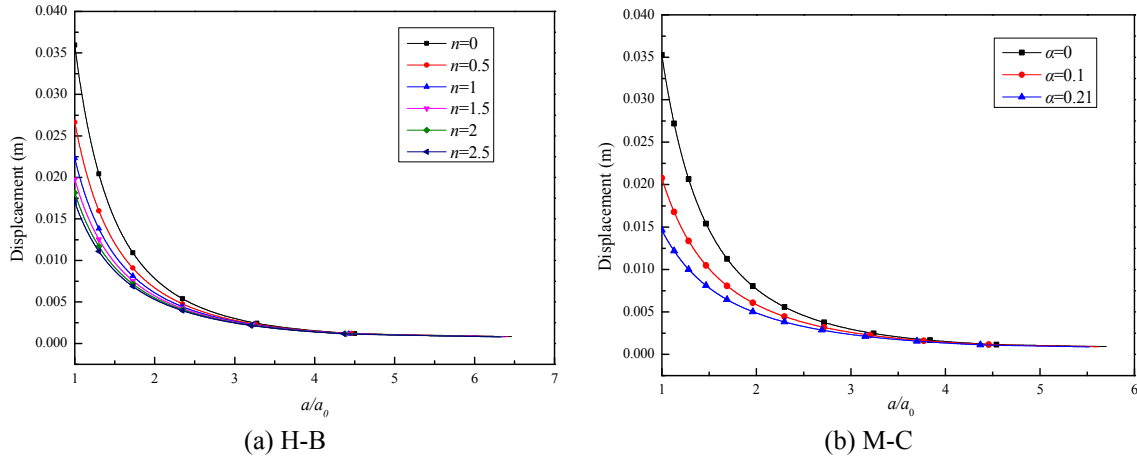 0.040
0.035
0.030
0.025
0.020
0.015
0.010
0.005
0.000
Displcaement (m)
n=0
n=0.5
n=1
n=1.5
n=2
n=2.5
1 2 3 4 5 6 7
a/a0
(a) H-B
0.040
0.035
0.030
0.025
0.020
0.015
0.010
0.005
0.000
Displacement (m)
α=0
α=0.1
α=0.21
1 2 3 4 5 6
a/a0
(b) M-C